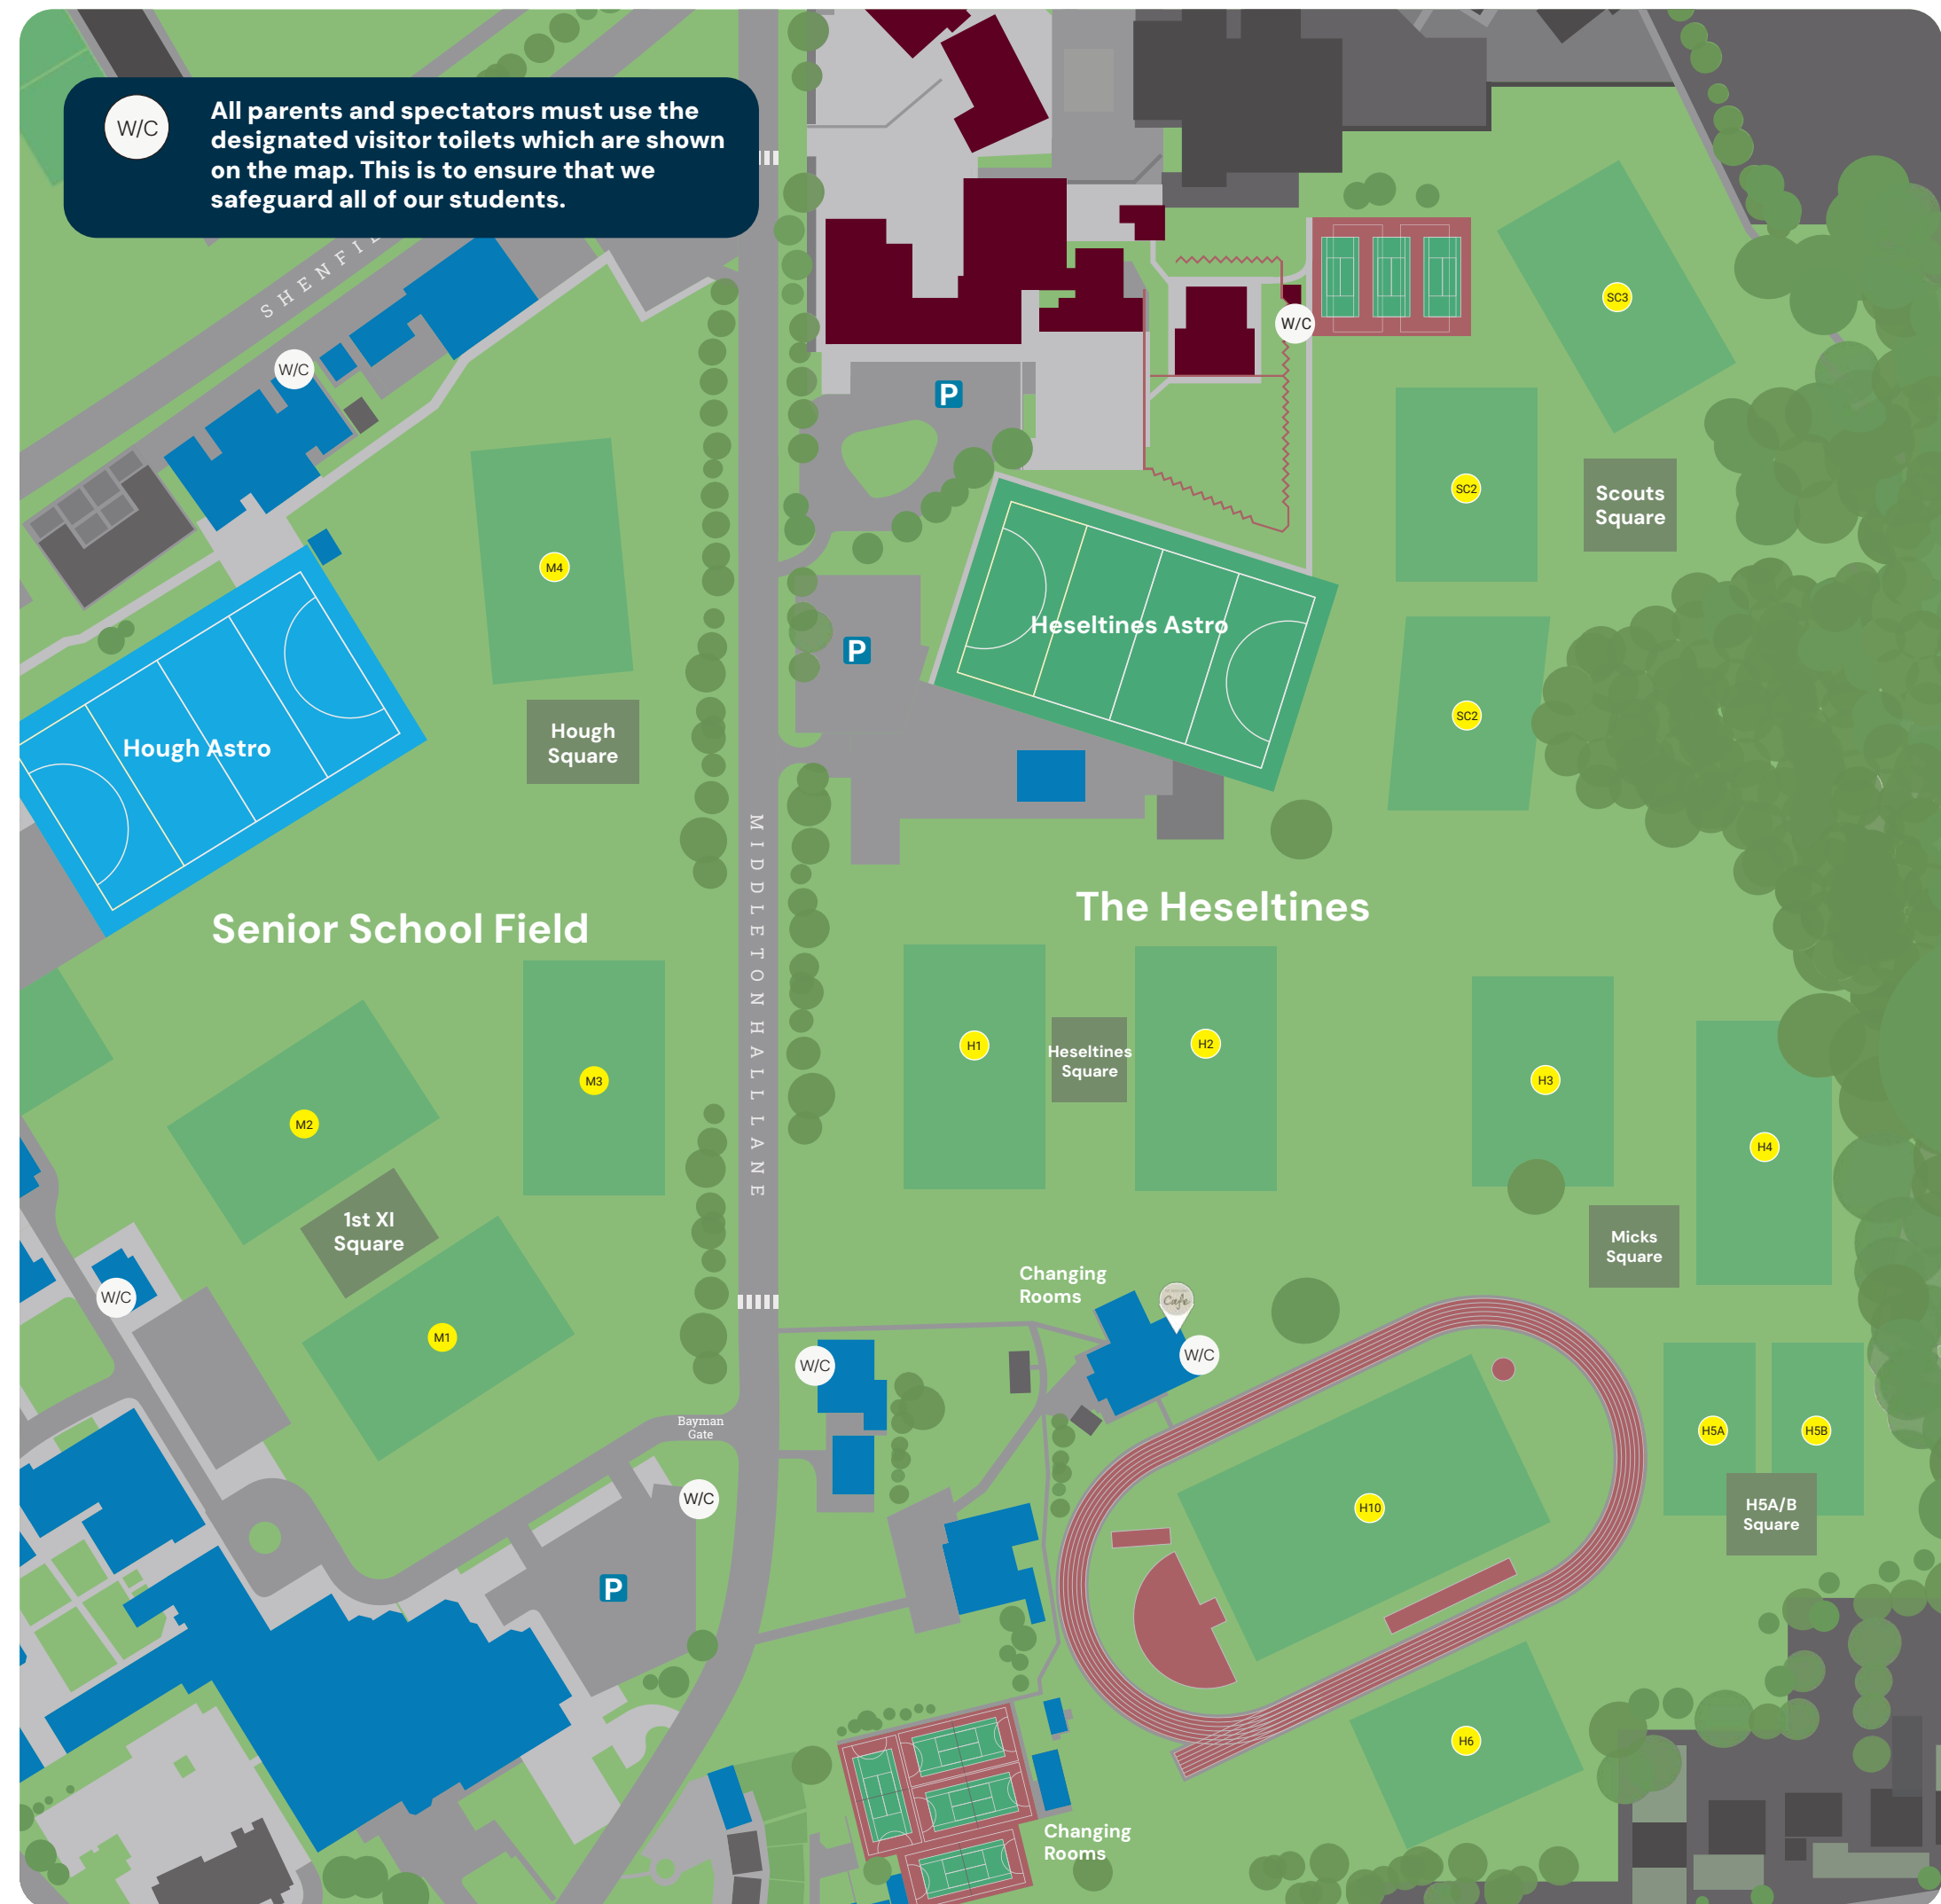 W/C
All parents and spectators must use the
designated visitor toilets which are shown
on the map. This is to ensure that we
safeguard all of our students.
W/C
W/C
P
M4
Hough
Square
Hough Astro
Heseltines Astro
P
SC3
SC2
Scouts
Square
SC2
MIDDLETON HALL LANE
Senior School Field
The Heseltines
M3
M2
1st XI
Square
M1
W/C
H1
Heseltines
Square
H2
H3
H4
Micks
Square
Changing
Rooms
Cafe
W/C
W/C
Bayman
Gate
W/C
P
H5A
H5B
H5A/B
Square
H10
H6
Changing
Rooms